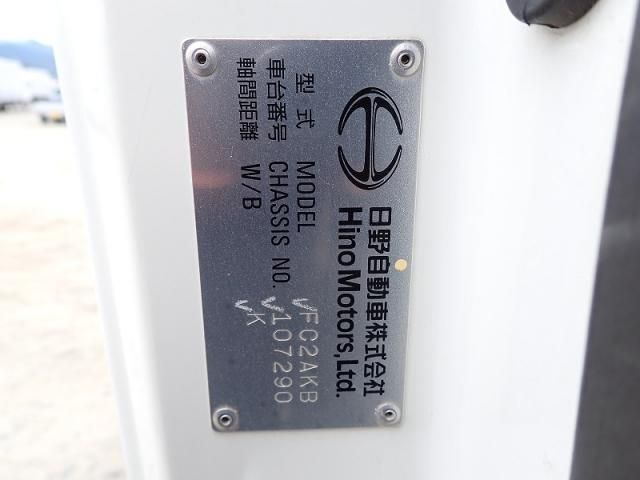 日野自動車株式会社
Hino Motors, Ltd.
型式 MODEL FC2AKB
車台番号 CHASSIS NO. 107290
軸間距離 W/B K